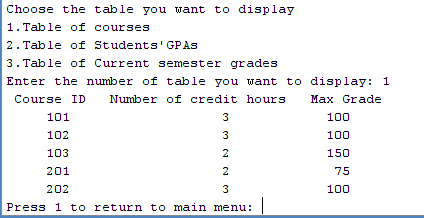 Choose the table you want to display
1.Table of courses
2.Table of Students'GPAs
3.Table of Current semester grades
Enter the number of table you want to display: 1
Course ID   Number of credit hours   Max Grade
101   3   100
102   3   100
103   2   150
201   2   75
202   3   100
Press 1 to return to main menu: